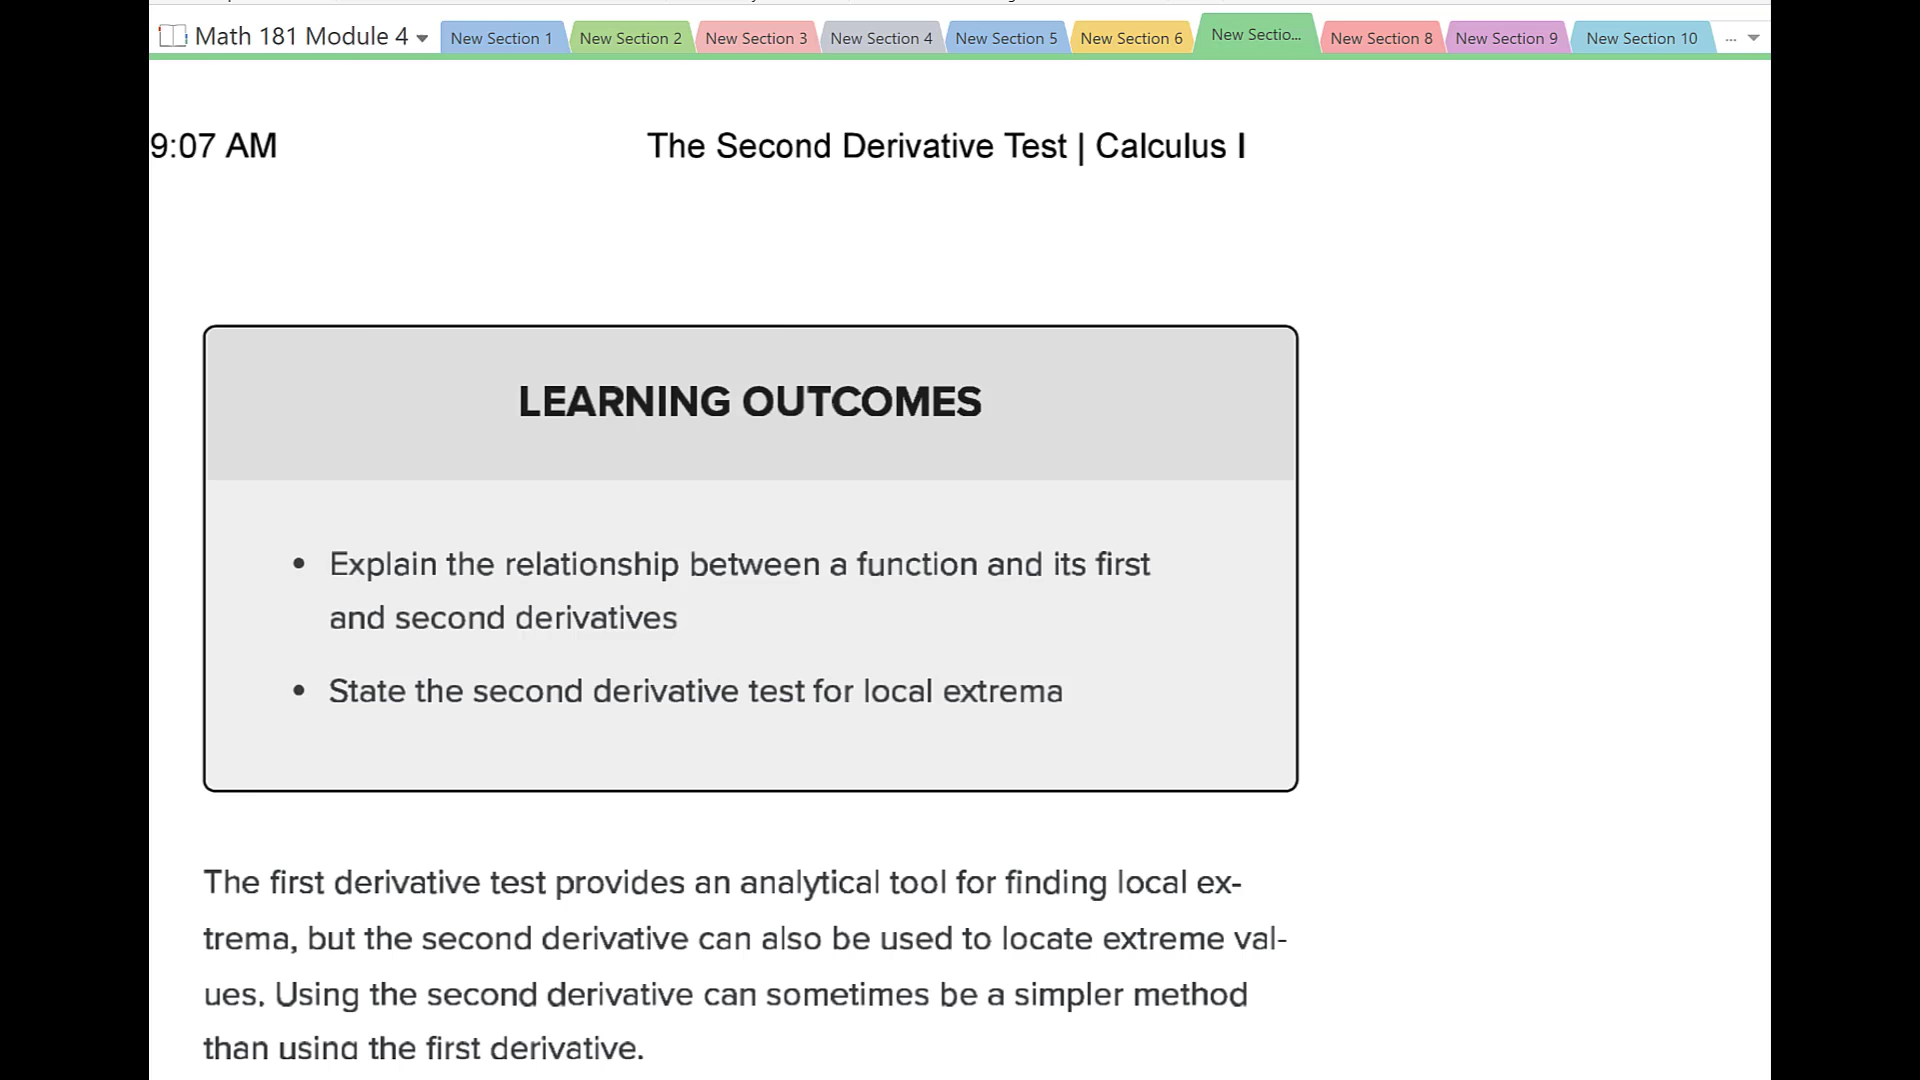 Math 181 Module 4
New Section 1
New Section 2
New Section 3
New Section 4
New Section 5
New Section 6
New Sectio...
New Section 8
New Section 9
New Section 10
...
9:07 AM
The Second Derivative Test | Calculus I
LEARNING OUTCOMES
• Explain the relationship between a function and its first
and second derivatives
• State the second derivative test for local extrema
The first derivative test provides an analytical tool for finding local ex-
trema, but the second derivative can also be used to locate extreme val-
ues. Using the second derivative can sometimes be a simpler method
than using the first derivative.